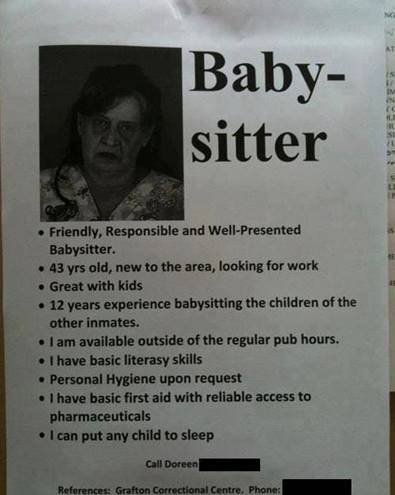 Baby-
sitter
• Friendly, Responsible and Well-Presented
Babysitter.
• 43 yrs old, new to the area, looking for work
• Great with kids
• 12 years experience babysitting the children of the
other inmates.
• I am available outside of the regular pub hours.
• I have basic literasy skills
• Personal Hygiene upon request
• I have basic first aid with reliable access to
pharmaceuticals
• I can put any child to sleep
Call Doreen
References: Grafton Correctional Centre, Phone: